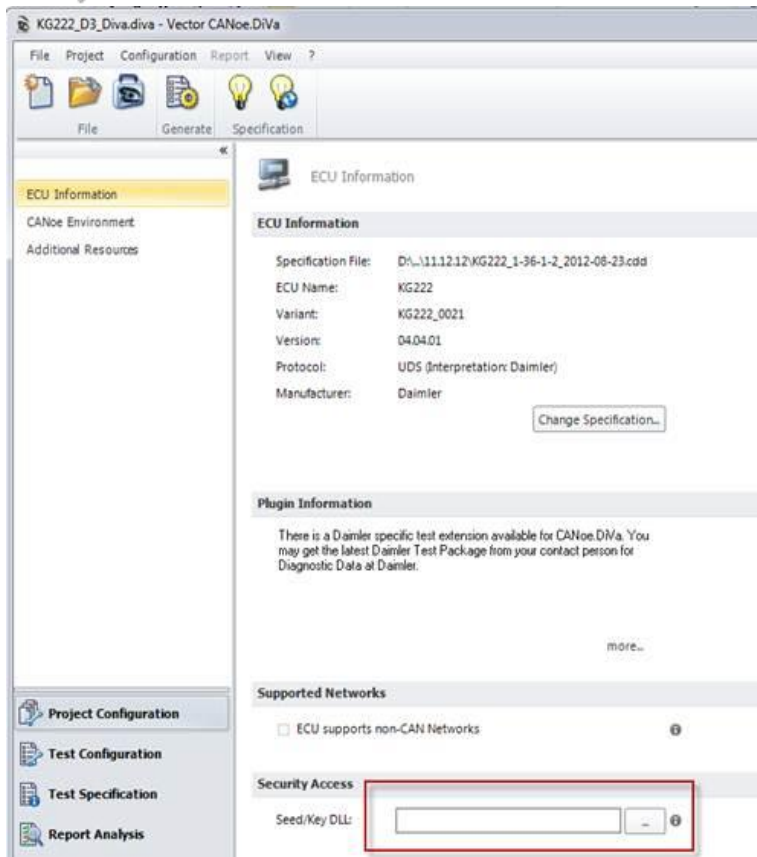 KG222_D3_Diva.diva - Vector CANoe.DiVa
File Project Configuration Report View ?
File Generate Specification
«
ECU Information
CANoe Environment
Additional Resources
Project Configuration
Test Configuration
Test Specification
Report Analysis
ECU Information
ECU Information
Specification File: D:\...\11.12.12\KG222_1-36-1-2_2012-08-23.cdd
ECU Name: KG222
Variant: KG222_0021
Version: 04.04.01
Protocol: UDS (Interpretation: Daimler)
Manufacturer: Daimler
Change Specification...
Plugin Information
There is a Daimler specific test extension available for CANoe.DiVa. You
may get the latest Daimler Test Package from your contact person for
Diagnostic Data at Daimler.
more...
Supported Networks
ECU supports non-CAN Networks
Security Access
Seed/Key DLL:
...